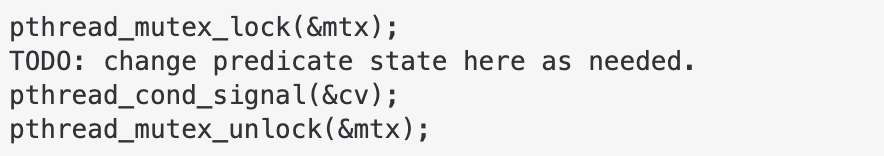 pthread_mutex_lock(&mtx);
TODO: change predicate state here as needed.
pthread_cond_signal(&cv);
pthread_mutex_unlock(&mtx);